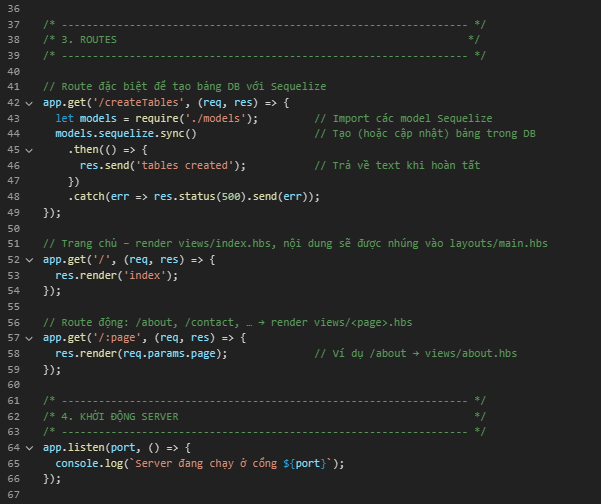 36
37 /* ------------------------------------------------------------------- */
38 /* 3. ROUTES */
39 /* ------------------------------------------------------------------- */
40
41 // Route đặc biệt để tạo bảng DB với Sequelize
42 app.get('/createTables', (req, res) => {
43 let models = require('./models'); // Import các model Sequelize
44 models.sequelize.sync() // Tạo (hoặc cập nhật) bảng trong DB
45 .then(() => {
46 res.send('tables created'); // Trả về text khi hoàn tất
47 })
48 .catch(err => res.status(500).send(err));
49 });
50
51 // Trang chủ – render views/index.hbs, nội dung sẽ được nhúng vào layouts/main.hbs
52 app.get('/', (req, res) => {
53 res.render('index');
54 });
55
56 // Route động: /about, /contact, … → render views/<page>.hbs
57 app.get('/:page', (req, res) => {
58 res.render(req.params.page); // Ví dụ /about → views/about.hbs
59 });
60
61 /* ------------------------------------------------------------------- */
62 /* 4. KHỞI ĐỘNG SERVER */
63 /* ------------------------------------------------------------------- */
64 app.listen(port, () => {
65 console.log(`Server đang chạy ở cổng ${port}`);
66 });
67